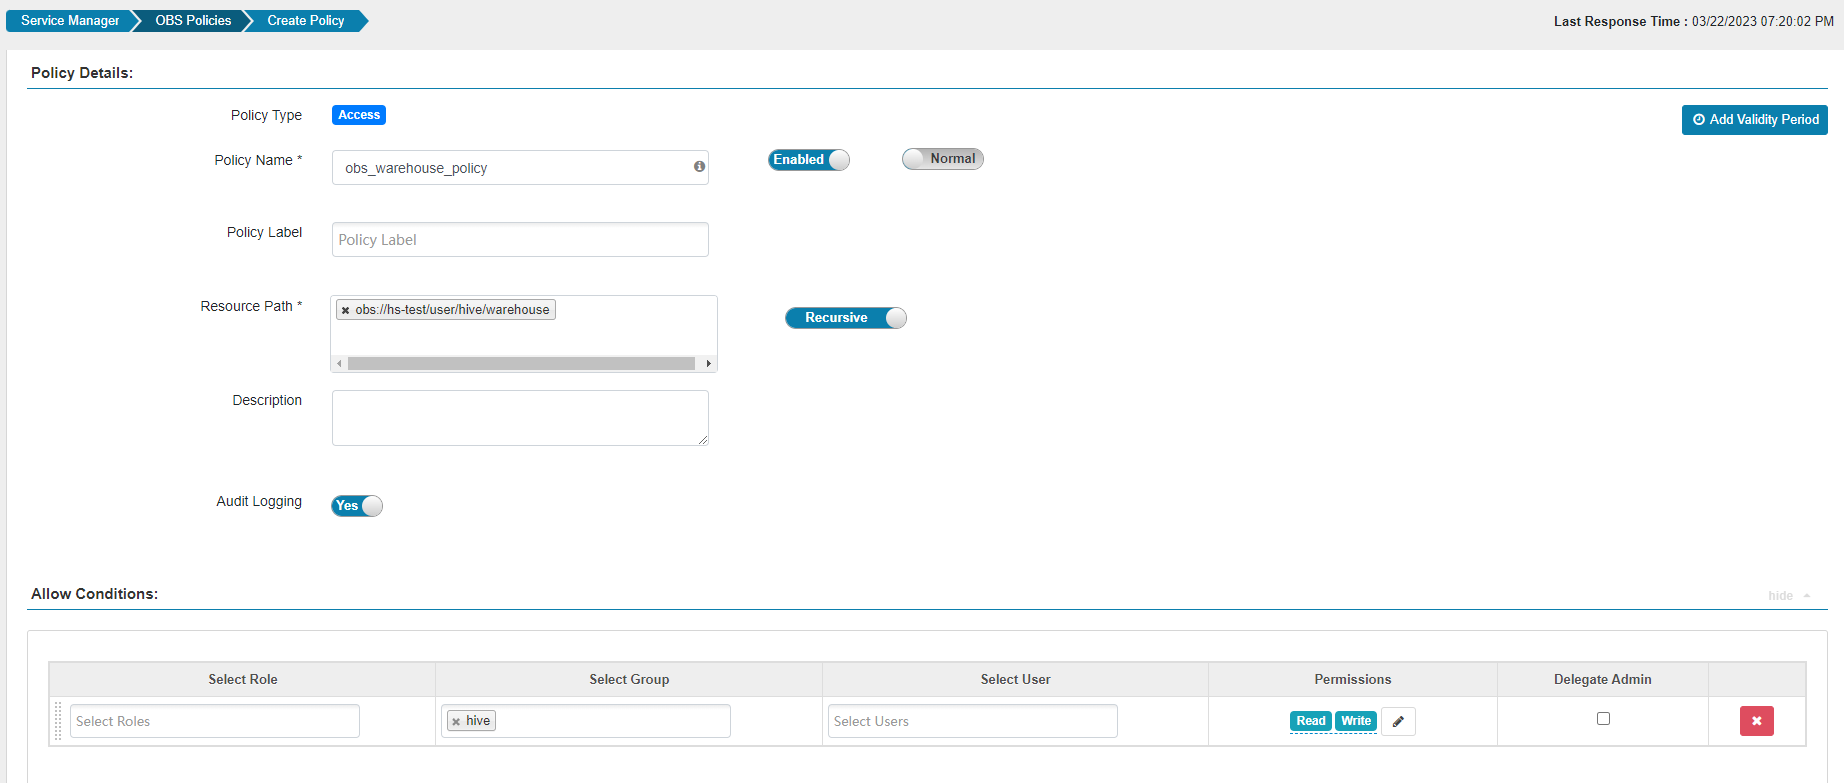 Service Manager OBS Policies Create Policy Last Response Time : 03/22/2023 07:20:02 PM
Policy Details:
Policy Type Access Add Validity Period
Policy Name * obs_warehouse_policy Enabled Normal
Policy Label Policy Label
Resource Path * obs://hs-test/user/hive/warehouse Recursive
Description
Audit Logging Yes
Allow Conditions: hide
Select Role Select Group Select User Permissions Delegate Admin
Select Roles hive Select Users Read Write